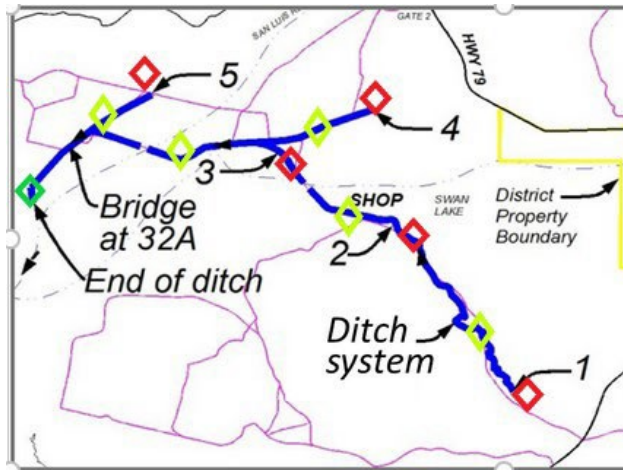 GATE 2
SAN LUIS
HWY 79
5
4
3
SHOP
SWAN
LAKE
District
Property
Boundary
Bridge
at 32A
2
End of ditch
Ditch
system
1